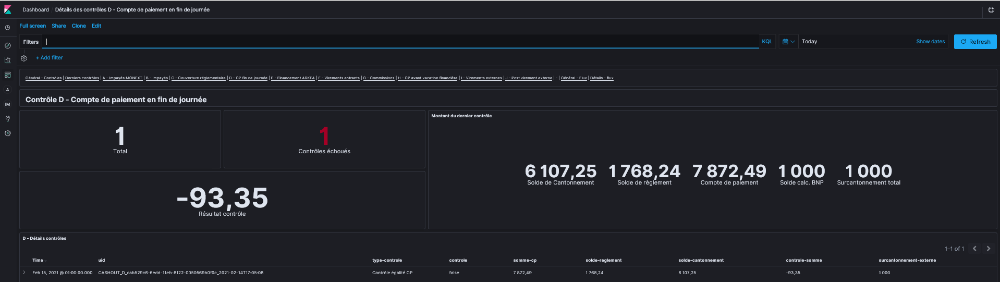 Dashboard / Détails des contrôles D - Compte de paiement en fin de journée
Full screen Share Clone Edit
Filters KQL Today Show dates Refresh
+ Add filter
Général - Contrôles | Derniers contrôles | A - Impayés MONEXT | B - Impayés | C - Couverture réglementaire | D - CP fin de journée | E - Financement ARKEA | F - Virements entrants | G - Commissions | H - CP avant vacation financière | I - Virements externes | J - Post virement externe | - | Général - Flux | Détails - flux
A
Contrôle D - Compte de paiement en fin de journée
IM
1
Total
1
Contrôles échoués
-93,35
Résultat contrôle
Montant du dernier contrôle
6 107,25 1 768,24 7 872,49 1 000 1 000
Solde de Cantonnement Solde de règlement Compte de paiement Solde calc. BNP Surcantonnement total
D - Détails contrôles
1–1 of 1
Time uid type-controle controle somme-cp solde-reglement solde-cantonnement controle-somme surcantonnement-externe
Feb 15, 2021 @ 01:00:00.000 CASHOUT_D_cab529c6-6edd-11eb-8122-0050569b0f0c_2021-02-14T17:05:08 Contrôle égalité CP false 7 872,49 1 768,24 6 107,25 -93,35 1 000